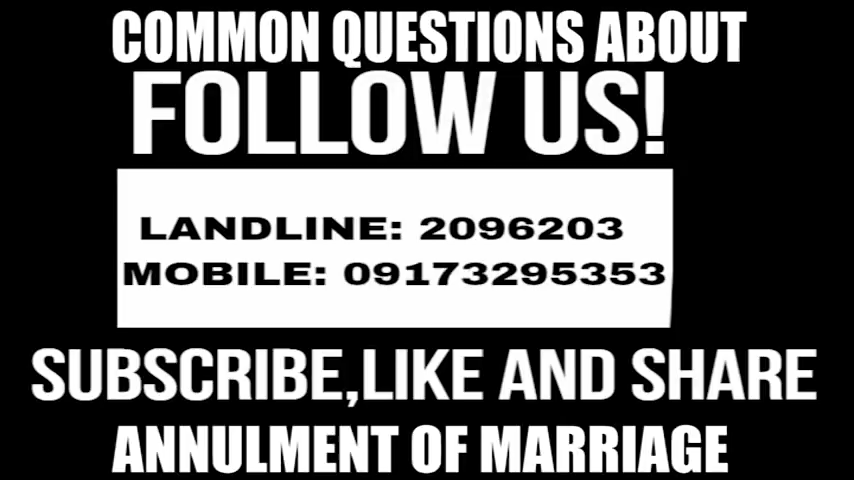 COMMON QUESTIONS ABOUT
FOLLOW US!
LANDLINE: 2096203
MOBILE: 09173295353
SUBSCRIBE,LIKE AND SHARE
ANNULMENT OF MARRIAGE